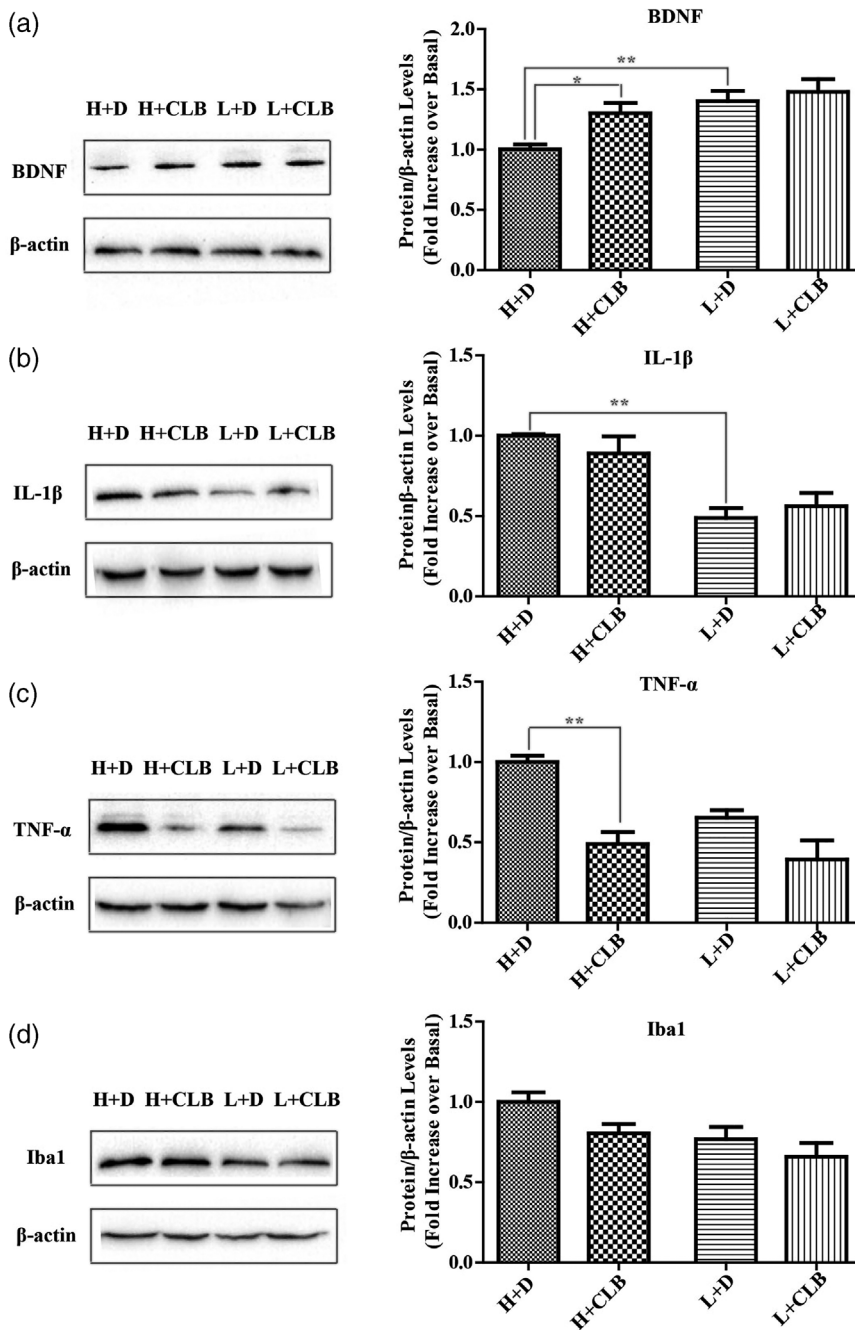 (a)
H+D H+CLB L+D L+CLB
BDNF
β-actin
BDNF
Protein/β-actin Levels
(Fold Increase over Basal)
2.0
1.5
1.0
0.5
0.0
**
*
H+D
H+CLB
L+D
L+CLB
(b)
H+D H+CLB L+D L+CLB
IL-1β
β-actin
IL-1β
Proteinβ-actin Levels
(Fold Increase over Basal)
1.5
1.0
0.5
0.0
**
H+D
H+CLB
L+D
L+CLB
(c)
H+D H+CLB L+D L+CLB
TNF-α
β-actin
TNF-α
Protein/β-actin Levels
(Fold Increase over Basal)
1.5
1.0
0.5
0.0
**
H+D
H+CLB
L+D
L+CLB
(d)
H+D H+CLB L+D L+CLB
Iba1
β-actin
Iba1
Protein/β-actin Levels
(Fold Increase over Basal)
1.5
1.0
0.5
0.0
H+D
H+CLB
L+D
L+CLB